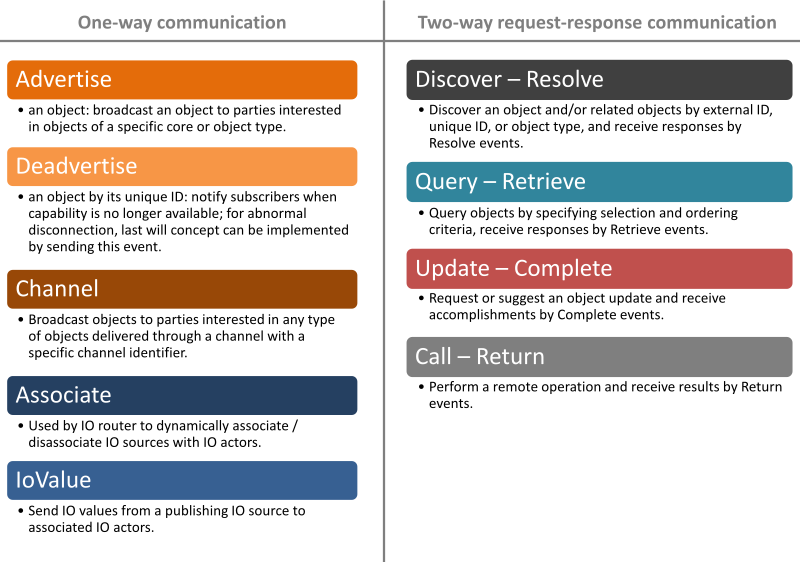 One-way communication
Advertise
• an object: broadcast an object to parties interested
in objects of a specific core or object type.
Deadvertise
• an object by its unique ID: notify subscribers when
capability is no longer available; for abnormal
disconnection, last will concept can be implemented
by sending this event.
Channel
• Broadcast objects to parties interested in any type
of objects delivered through a channel with a
specific channel identifier.
Associate
• Used by IO router to dynamically associate /
disassociate IO sources with IO actors.
IoValue
• Send IO values from a publishing IO source to
associated IO actors.
Two-way request-response communication
Discover – Resolve
• Discover an object and/or related objects by external ID,
unique ID, or object type, and receive responses by
Resolve events.
Query – Retrieve
• Query objects by specifying selection and ordering
criteria, receive responses by Retrieve events.
Update – Complete
• Request or suggest an object update and receive
accomplishments by Complete events.
Call – Return
• Perform a remote operation and receive results by Return
events.